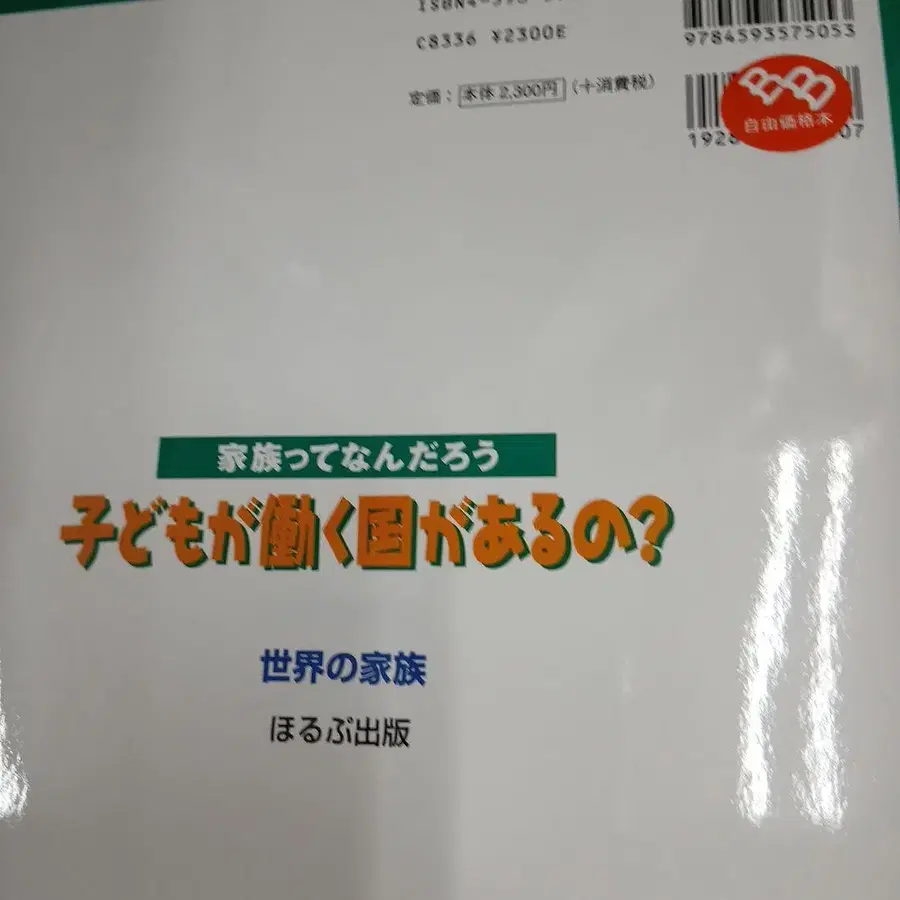 C8336 ¥2300E
定価：本体2,300円（＋消費税）
9784593575053
自由価格本
家族ってなんだろう
子どもが働く国があるの?
世界の家族
ほるぷ出版